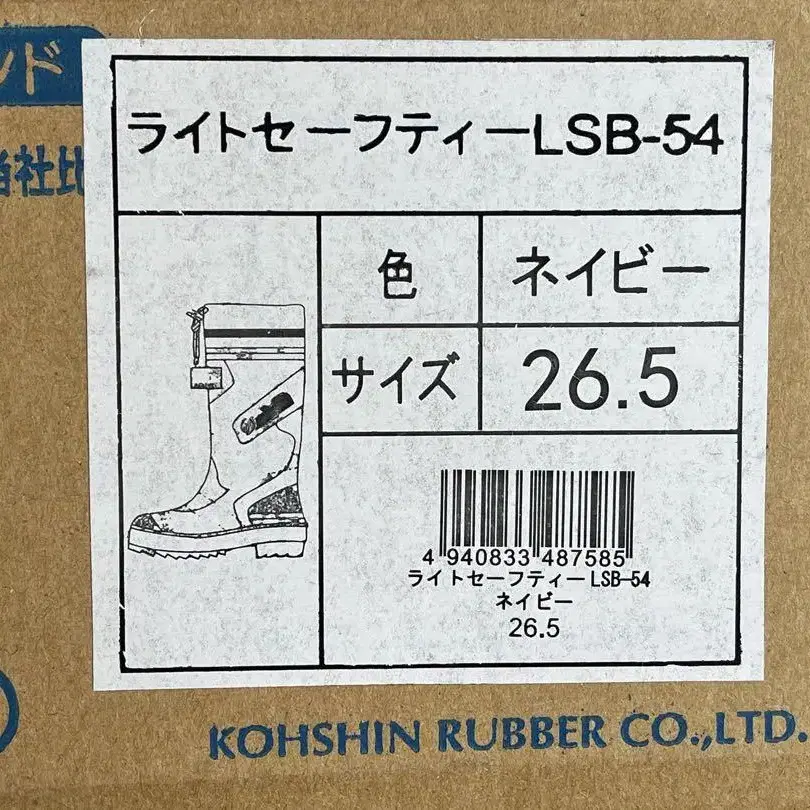 ンド
当社比
ライトセーフティーLSB-54
色 ネイビー
サイズ 26.5
4 940833 487585
ライトセーフティーLSB-54
ネイビー
26.5
KOHSHIN RUBBER CO.,LTD.